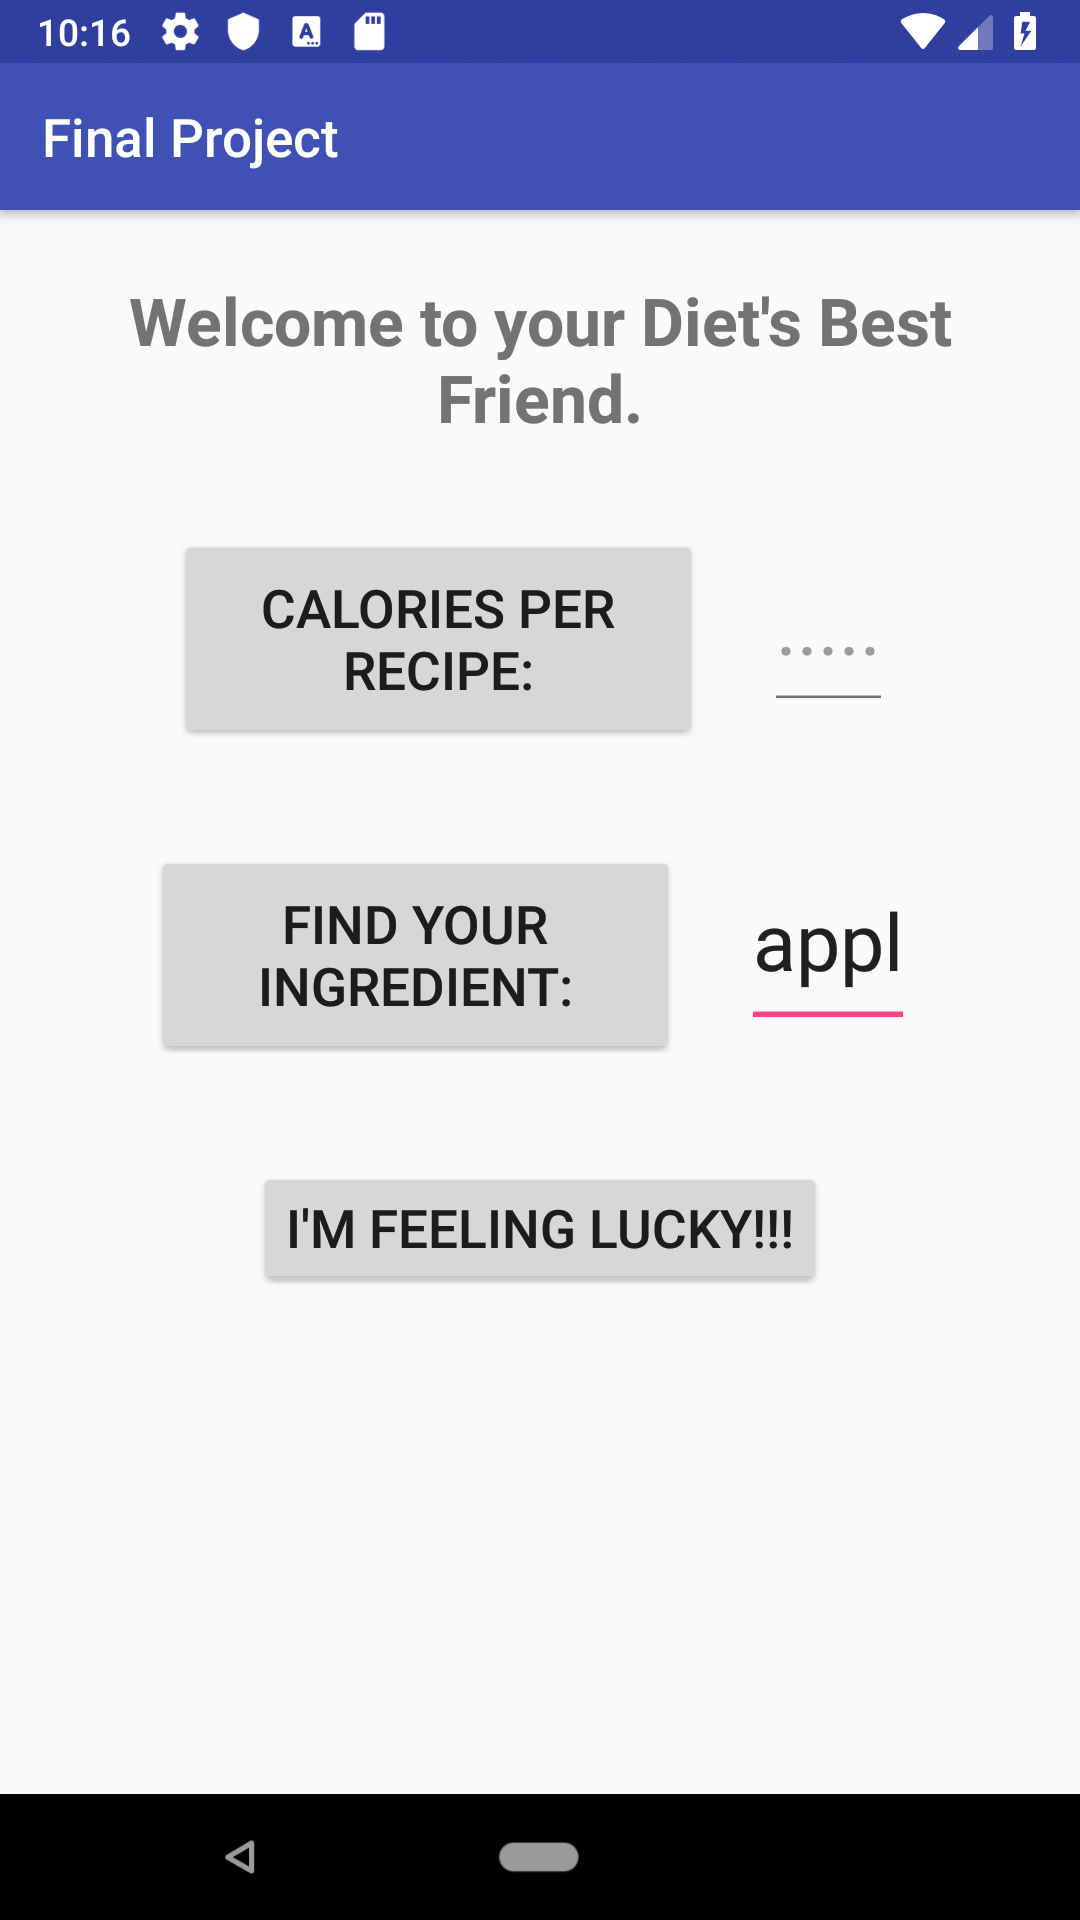 10:16
Final Project
Welcome to your Diet's Best
Friend.
CALORIES PER
RECIPE:
.....
FIND YOUR
INGREDIENT:
appl
I'M FEELING LUCKY!!!